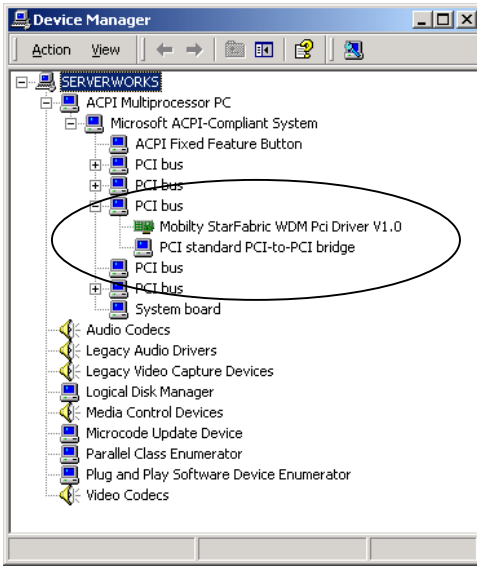 Device Manager
Action View
SERVERWORKS
ACPI Multiprocessor PC
Microsoft ACPI-Compliant System
ACPI Fixed Feature Button
PCI bus
PCI bus
PCI bus
Mobilty StarFabric WDM Pci Driver V1.0
PCI standard PCI-to-PCI bridge
PCI bus
PCI bus
System board
Audio Codecs
Legacy Audio Drivers
Legacy Video Capture Devices
Logical Disk Manager
Media Control Devices
Microcode Update Device
Parallel Class Enumerator
Plug and Play Software Device Enumerator
Video Codecs